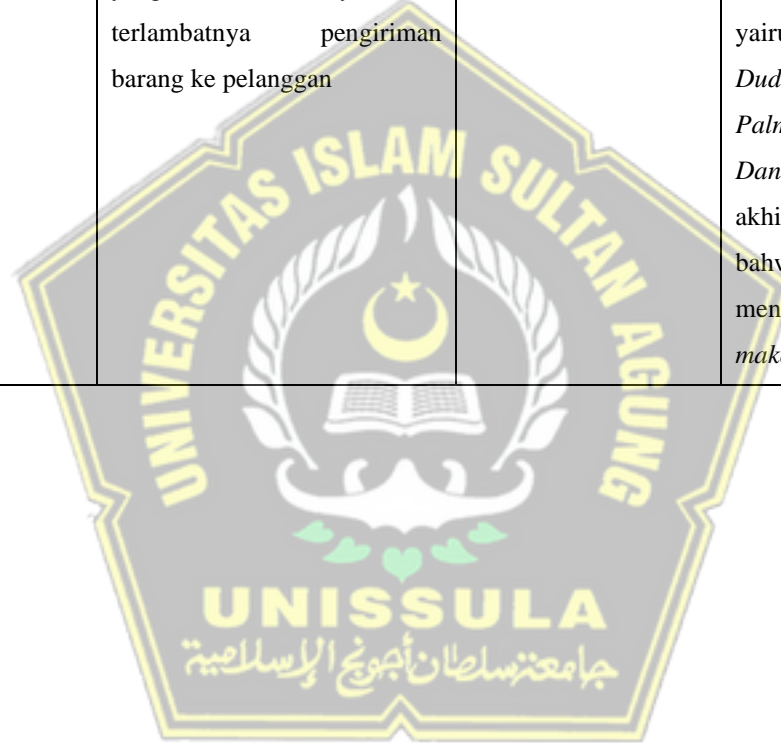 terlambatnya pengiriman
barang ke pelanggan
yairu
Dud
Paln
Dan
akhi
bahv
men
mak
UNIVERSITAS ISLAM SULTAN AGUNG
UNISSULA
جامعة سلطان أجونج الإسلامية